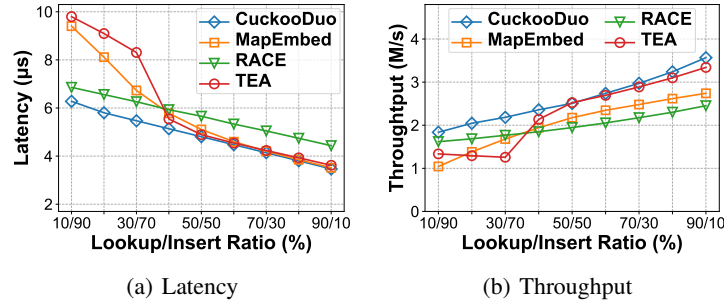 CuckooDuo
MapEmbed
RACE
TEA
Latency (μs)
10
8
6
4
2
10/90 30/70 50/50 70/30 90/10
Lookup/Insert Ratio (%)
(a) Latency
CuckooDuo RACE
MapEmbed TEA
Throughtput (M/s)
4
3
2
1
0
10/90 30/70 50/50 70/30 90/10
Lookup/Insert Ratio (%)
(b) Throughput